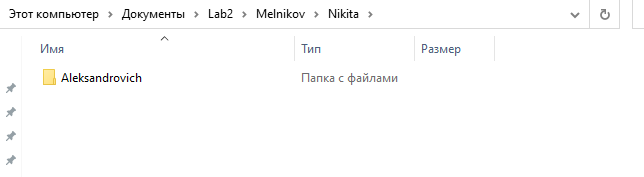 Этот компьютер > Документы > Lab2 > Melnikov > Nikita >
Имя Тип Размер
Aleksandrovich Папка с файлами